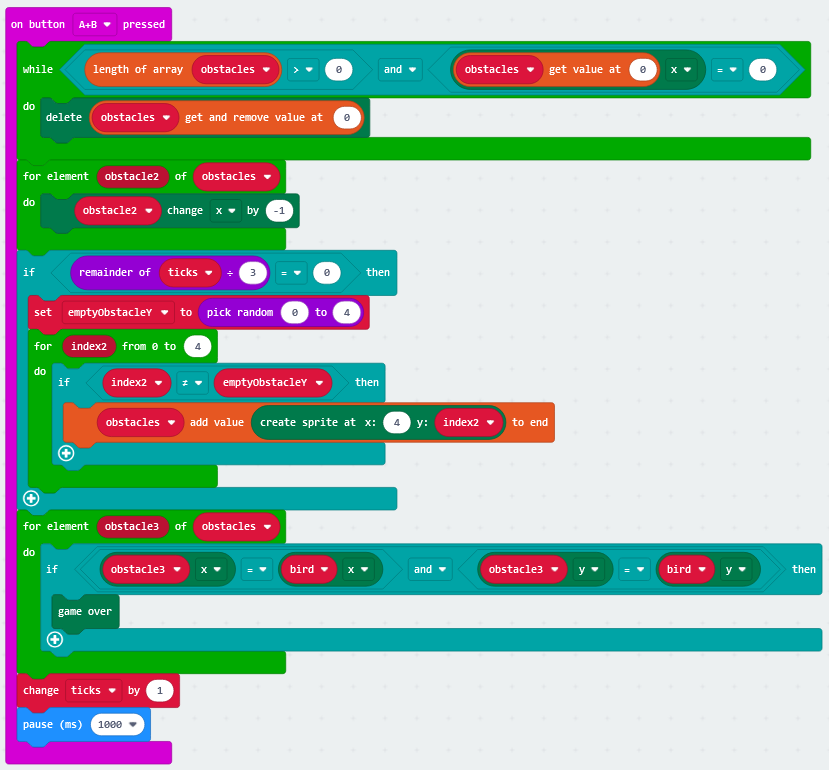 on button A+B pressed
while length of array obstacles > 0 and obstacles get value at 0 x = 0
do
delete obstacles get and remove value at 0
for element obstacle2 of obstacles
do
obstacle2 change x by -1
if remainder of ticks ÷ 3 = 0 then
set emptyObstacleY to pick random 0 to 4
for index2 from 0 to 4
do
if index2 ≠ emptyObstacleY then
obstacles add value create sprite at x: 4 y: index2 to end
for element obstacle3 of obstacles
do
if obstacle3 x = bird x and obstacle3 y = bird y then
game over
change ticks by 1
pause (ms) 1000